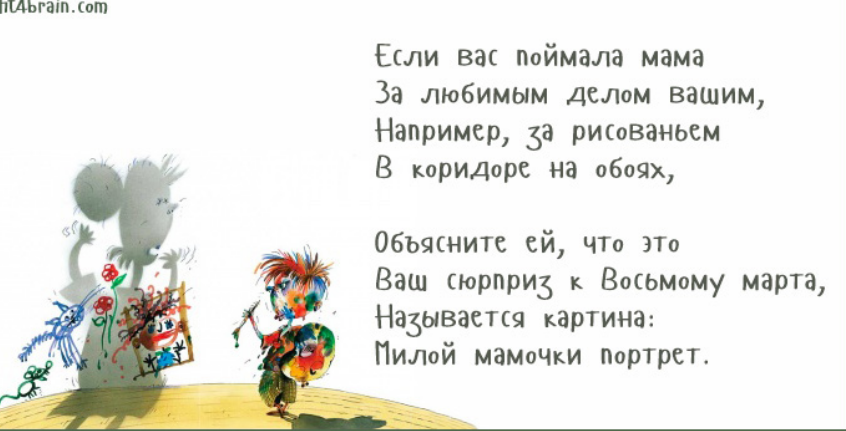 ht4brain.com
Если вас поймала мама
За любимым делом вашим,
Например, за рисованьем
В коридоре на обоях,
Объясните ей, что это
Ваш сюрприз к Восьмому марта,
Называется картина:
Милой мамочки портрет.